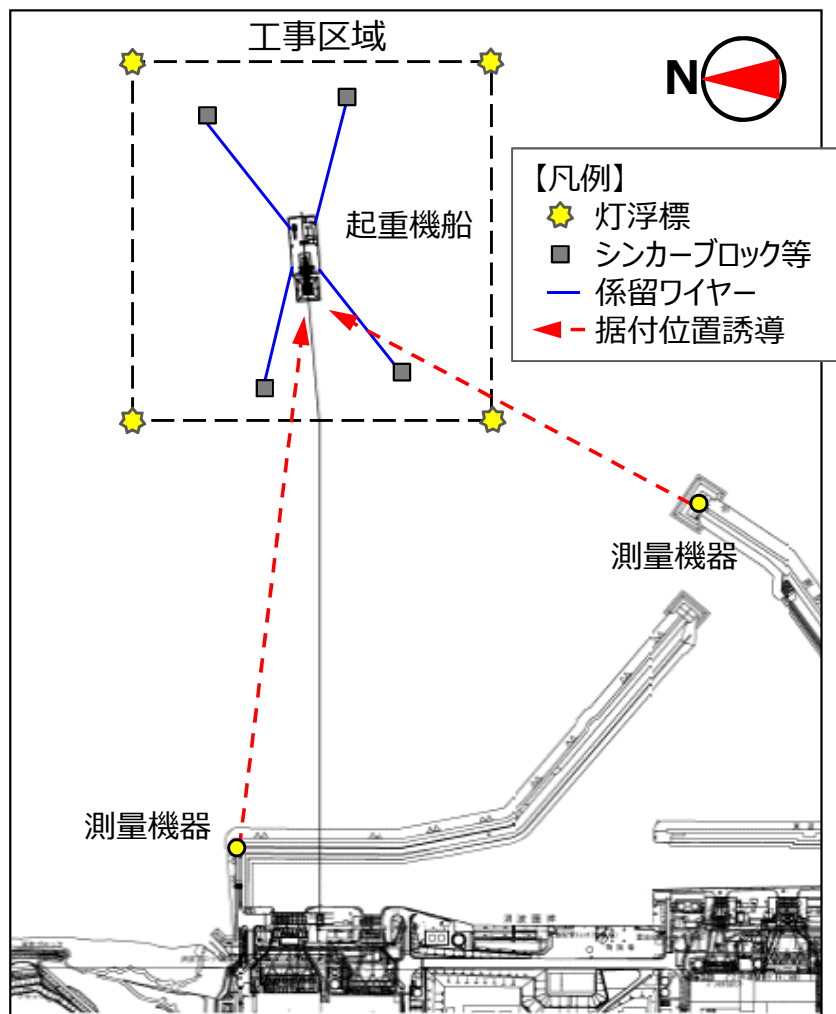 工事区域
N
【凡例】
灯浮標
シンカーブロック等
係留ワイヤー
据付位置誘導
起重機船
測量機器
測量機器